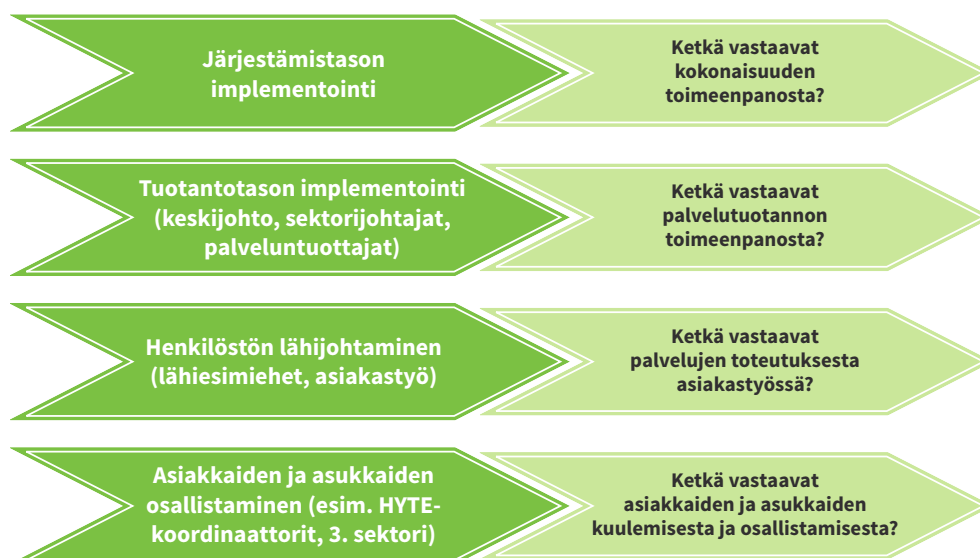 Järjestämistason
implementointi
Ketkä vastaavat
kokonaisuuden
toimeenpanosta?
Tuotantotason implementointi
(keskijohto, sektorijohtajat,
palveluntuottajat)
Ketkä vastaavat
palvelutuotannon
toimeenpanosta?
Henkilöstön lähijohtaminen
(lähiesimiehet, asiakastyö)
Ketkä vastaavat
palvelujen toteutuksesta
asiakastyössä?
Asiakkaiden ja asukkaiden
osallistaminen (esim. HYTE-
koordinaattorit, 3. sektori)
Ketkä vastaavat
asiakkaiden ja asukkaiden
kuulemisesta ja osallistamisesta?